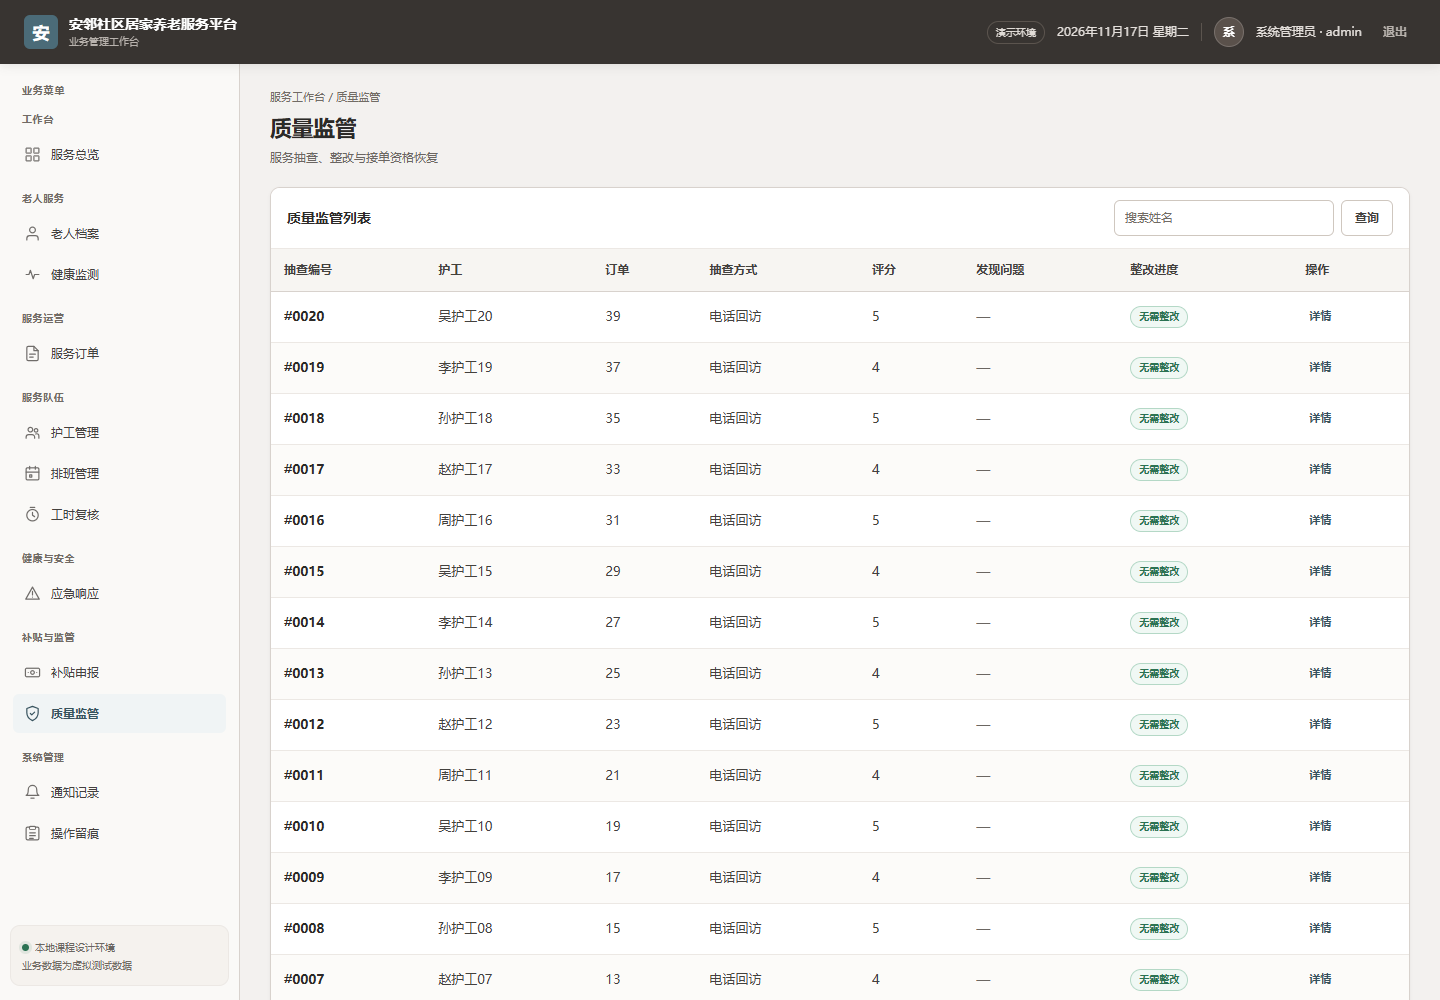 安
安邻社区居家养老服务平台
业务管理工作台
演示环境
2026年11月17日 星期二
系
系统管理员 · admin
退出
业务菜单
工作台
服务总览
老人服务
老人档案
健康监测
服务运营
服务订单
服务队伍
护工管理
排班管理
工时复核
健康与安全
应急响应
补贴与监管
补贴申报
质量监管
系统管理
通知记录
操作留痕
本地课程设计环境
业务数据为虚拟测试数据
服务工作台 / 质量监管
质量监管
服务抽查、整改与接单资格恢复
质量监管列表
搜索姓名
查询
抽查编号 护工 订单 抽查方式 评分 发现问题 整改进度 操作
#0020 吴护工20 39 电话回访 5 — 无需整改 详情
#0019 李护工19 37 电话回访 4 — 无需整改 详情
#0018 孙护工18 35 电话回访 5 — 无需整改 详情
#0017 赵护工17 33 电话回访 4 — 无需整改 详情
#0016 周护工16 31 电话回访 5 — 无需整改 详情
#0015 吴护工15 29 电话回访 4 — 无需整改 详情
#0014 李护工14 27 电话回访 5 — 无需整改 详情
#0013 孙护工13 25 电话回访 4 — 无需整改 详情
#0012 赵护工12 23 电话回访 5 — 无需整改 详情
#0011 周护工11 21 电话回访 4 — 无需整改 详情
#0010 吴护工10 19 电话回访 5 — 无需整改 详情
#0009 李护工09 17 电话回访 4 — 无需整改 详情
#0008 孙护工08 15 电话回访 5 — 无需整改 详情
#0007 赵护工07 13 电话回访 4 — 无需整改 详情